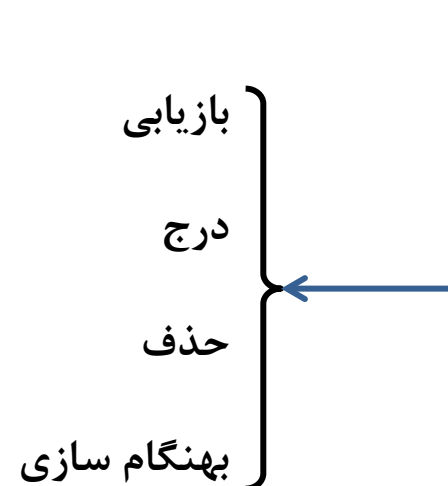 بازیابی
درج
حذف
بهنگام سازی